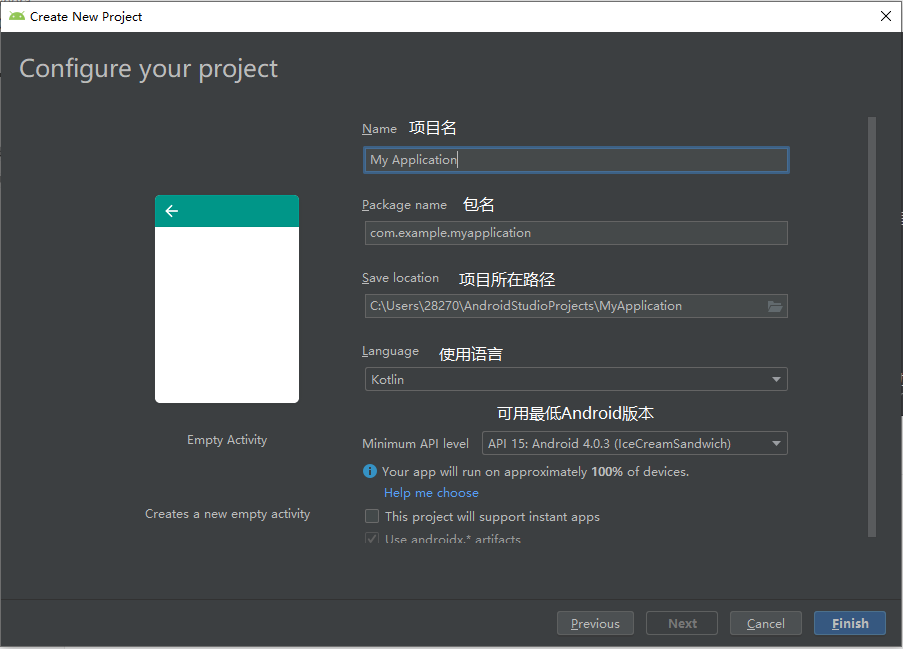 Create New Project
Configure your project
Name 项目名
My Application
Package name 包名
com.example.myapplication
Save location 项目所在路径
C:\Users\28270\AndroidStudioProjects\MyApplication
Language 使用语言
Kotlin
可用最低Android版本
Minimum API level API 15: Android 4.0.3 (IceCreamSandwich)
Your app will run on approximately 100% of devices.
Help me choose
This project will support instant apps
Use androidx.* artifacts
Empty Activity
Creates a new empty activity
Previous Next Cancel Finish